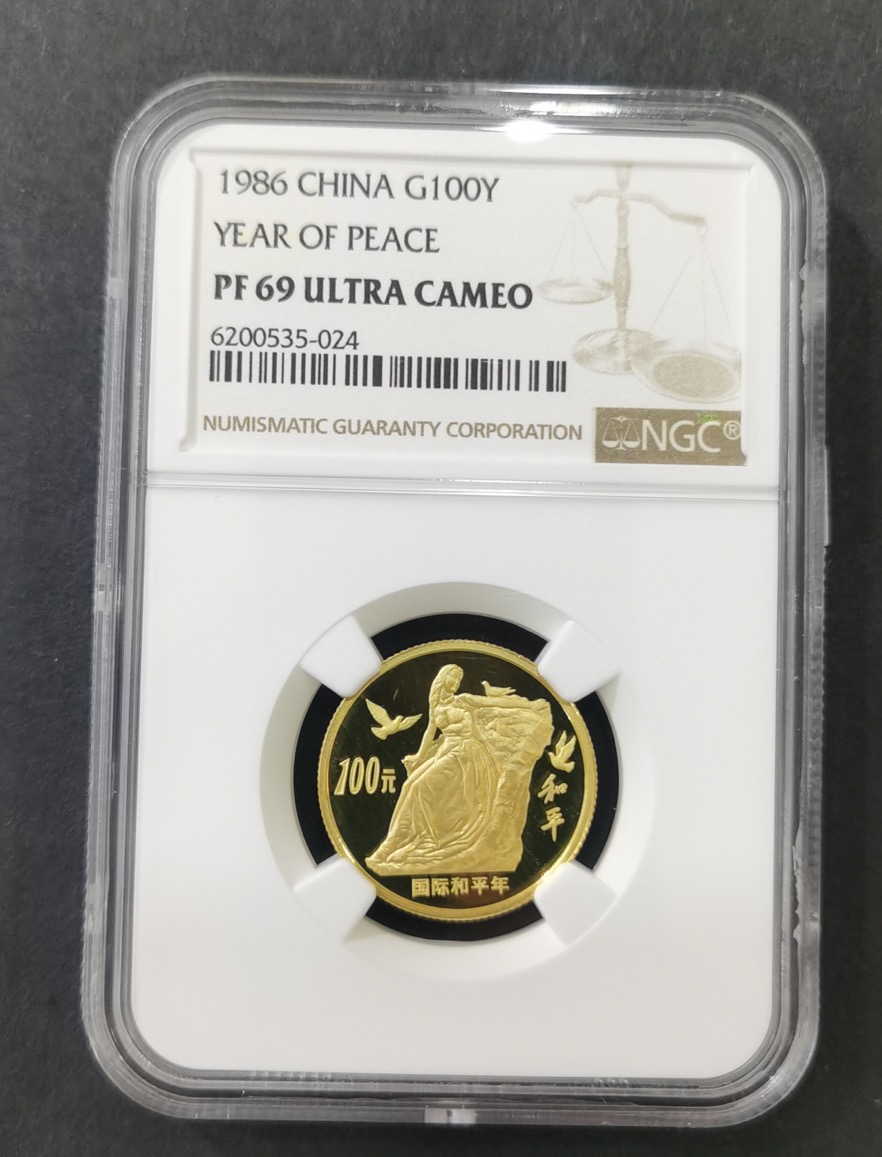 1986 CHINA G100Y
YEAR OF PEACE
PF 69 ULTRA CAMEO
6200535-024
NUMISMATIC GUARANTY CORPORATION
NGC®
100元
和平
国际和平年